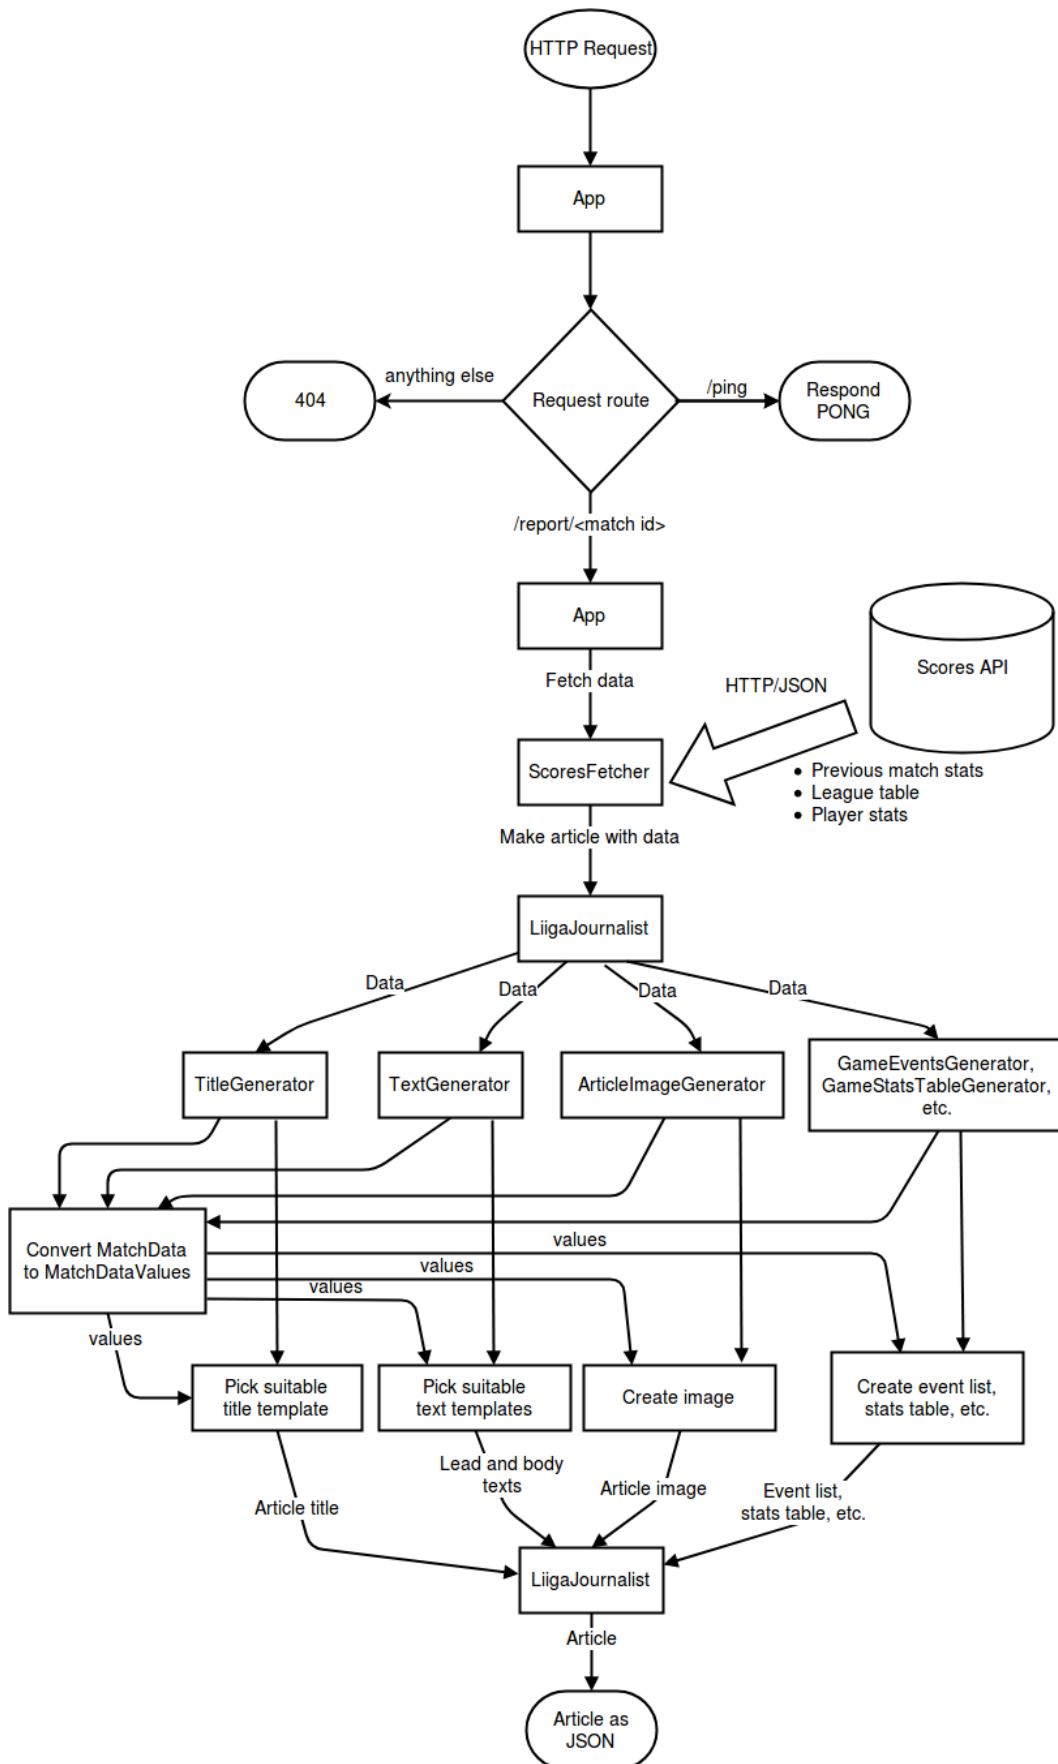 HTTP Request
App
anything else
Request route
/ping
404
Respond
PONG
/report/<match id>
App
Fetch data
Scores API
HTTP/JSON
ScoresFetcher
• Previous match stats
• League table
• Player stats
Make article with data
LiigaJournalist
Data
Data
Data
Data
TitleGenerator
TextGenerator
ArticleImageGenerator
GameEventsGenerator,
GameStatsTableGenerator,
etc.
Convert MatchData
to MatchDataValues
values
values
values
values
Pick suitable
title template
Pick suitable
text templates
Create image
Create event list,
stats table, etc.
Article title
Lead and body
texts
Article image
Event list,
stats table, etc.
LiigaJournalist
Article
Article as
JSON